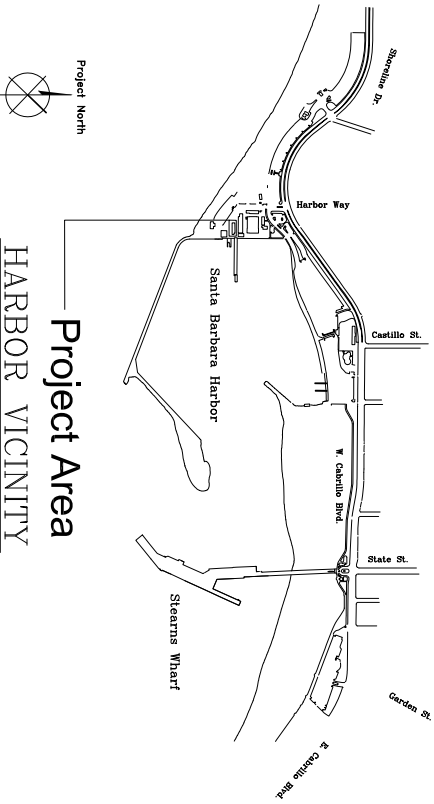 Shoreline Dr.
Project North
Harbor Way
Castillo St.
Santa Barbara Harbor
W. Cabrillo Blvd.
State St.
Stearns Wharf
Garden St.
E. Cabrillo Blvd.
Project Area
HARBOR VICINITY